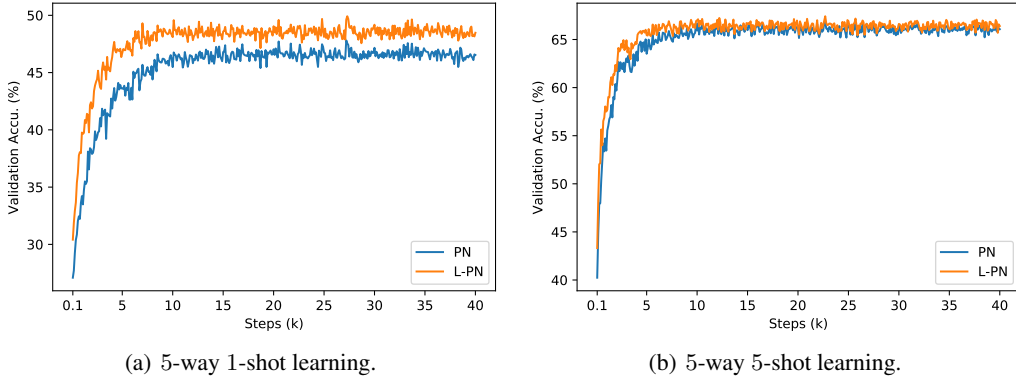 50
45
40
35
30
Validation Accu. (%)
0.1 5 10 15 20 25 30 35 40
Steps (k)
PN
L-PN
(a) 5-way 1-shot learning.
65
60
55
50
45
40
Validation Accu. (%)
0.1 5 10 15 20 25 30 35 40
Steps (k)
PN
L-PN
(b) 5-way 5-shot learning.